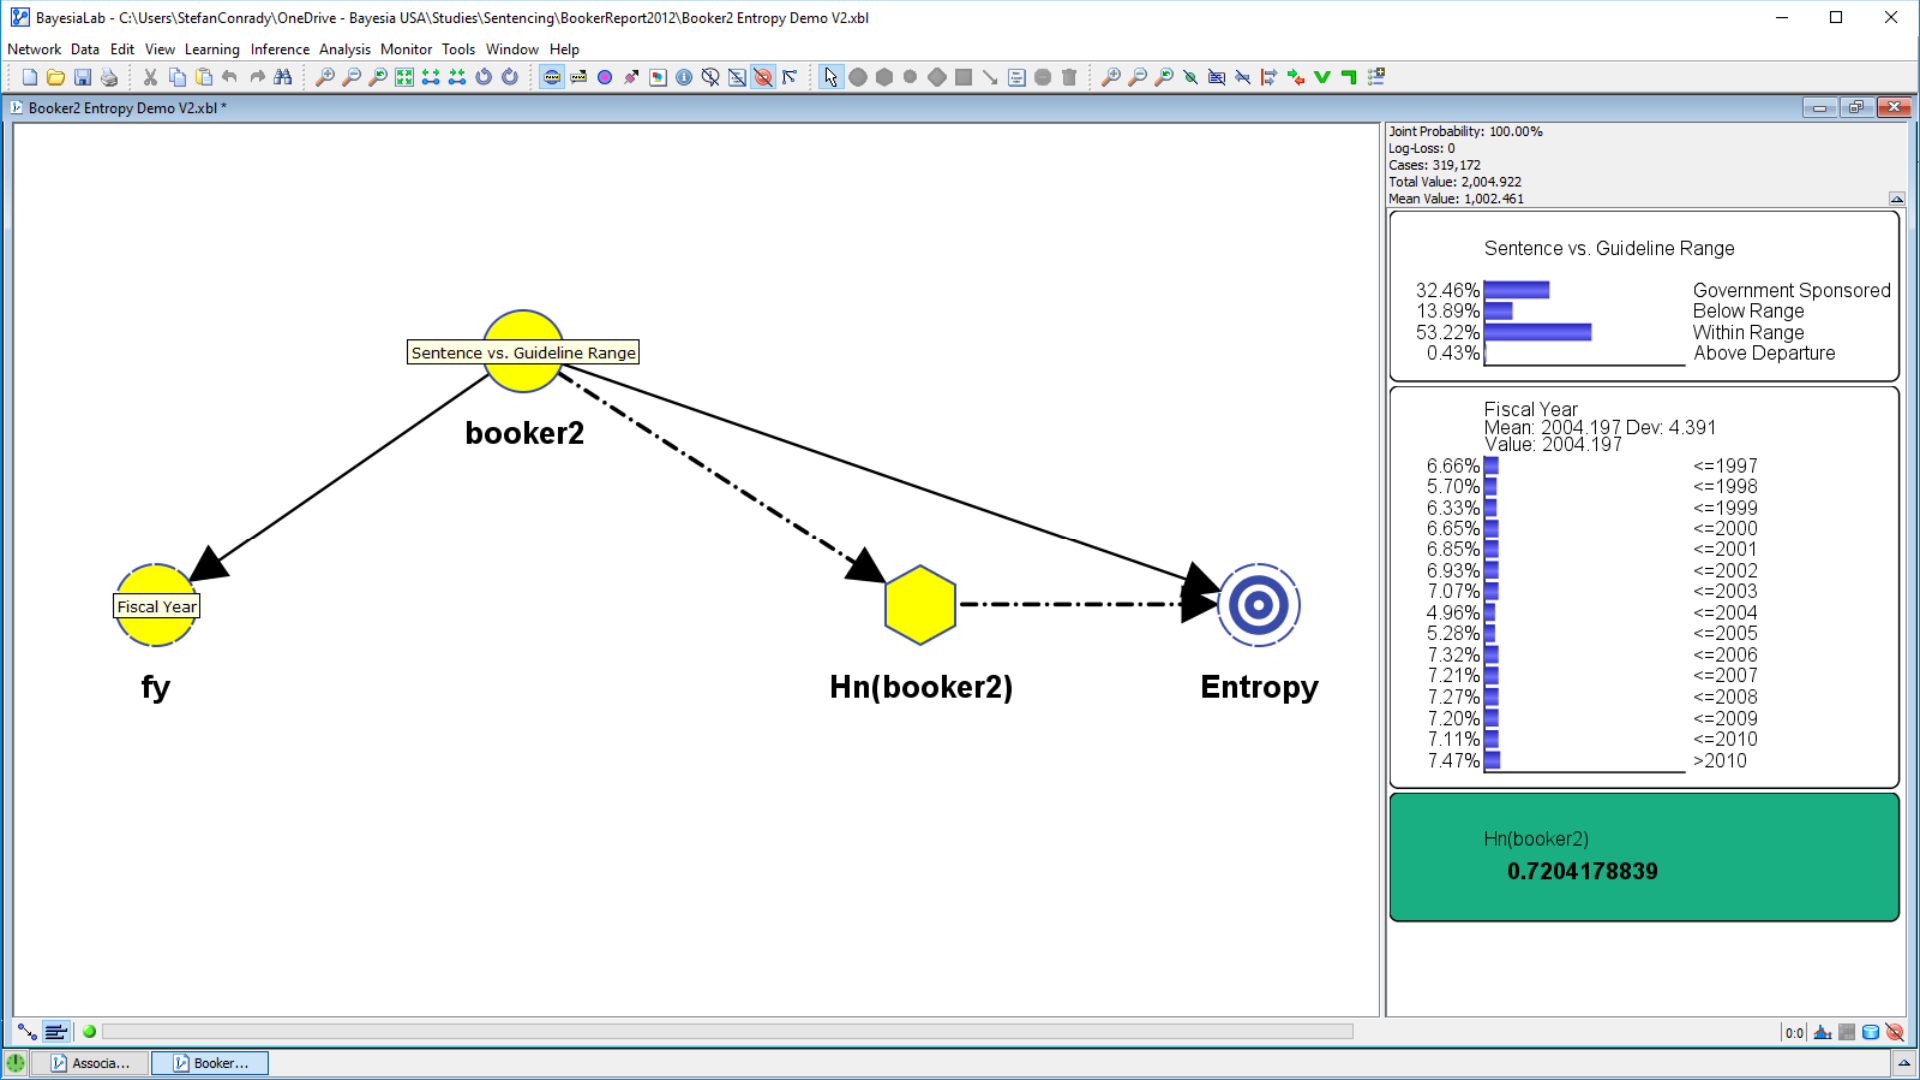 BayesiaLab - C:\Users\StefanConrady\OneDrive - Bayesia USA\Studies\Sentencing\BookerReport2012\Booker2 Entropy Demo V2.xbl
Network Data Edit View Learning Inference Analysis Monitor Tools Window Help
Booker2 Entropy Demo V2.xbl *
Sentence vs. Guideline Range
booker2
Fiscal Year
fy
Hn(booker2)
Entropy
Joint Probability: 100.00%
Log-Loss: 0
Cases: 319,172
Total Value: 2,004.922
Mean Value: 1,002.461
Sentence vs. Guideline Range
32.46% Government Sponsored
13.89% Below Range
53.22% Within Range
0.43% Above Departure
Fiscal Year
Mean: 2004.197 Dev: 4.391
Value: 2004.197
6.66% <=1997
5.70% <=1998
6.33% <=1999
6.65% <=2000
6.85% <=2001
6.93% <=2002
7.07% <=2003
4.96% <=2004
5.28% <=2005
7.32% <=2006
7.21% <=2007
7.27% <=2008
7.20% <=2009
7.11% <=2010
7.47% >2010
Hn(booker2)
0.7204178839
0:0
Associa...
Booker...